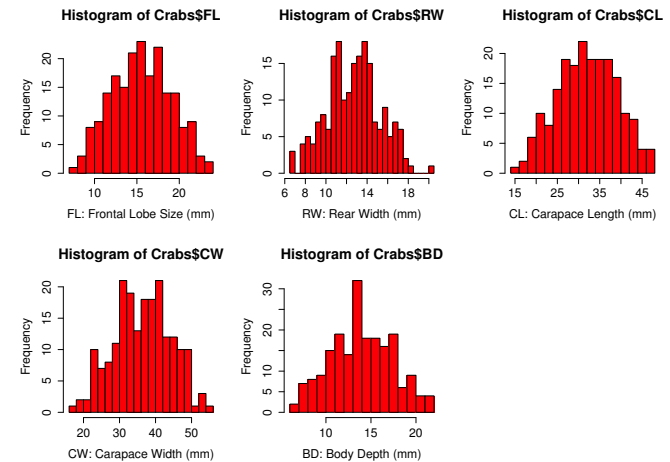 Histogram of Crabs$FL
Frequency
0 5 10 15 20
10 15 20
FL: Frontal Lobe Size (mm)
Histogram of Crabs$RW
Frequency
0 5 10 15
6 8 10 14 18
RW: Rear Width (mm)
Histogram of Crabs$CL
Frequency
0 5 10 15 20
15 25 35 45
CL: Carapace Length (mm)
Histogram of Crabs$CW
Frequency
0 5 10 15 20
20 30 40 50
CW: Carapace Width (mm)
Histogram of Crabs$BD
Frequency
0 5 10 20 30
10 15 20
BD: Body Depth (mm)